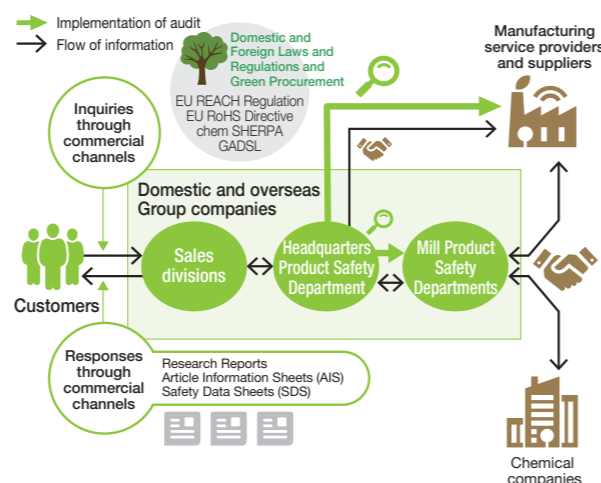 Implementation of audit
Flow of information
Domestic and
Foreign Laws and
Regulations and
Green Procurement
EU REACH Regulation
EU RoHS Directive
chem SHERPA
GADSL
Manufacturing
service providers
and suppliers
Inquiries
through
commercial
channels
Domestic and overseas
Group companies
Customers
Sales
divisions
Headquarters
Product Safety
Department
Mill Product
Safety
Departments
Responses
through
commercial
channels
Research Reports
Article Information Sheets (AIS)
Safety Data Sheets (SDS)
Chemical
companies